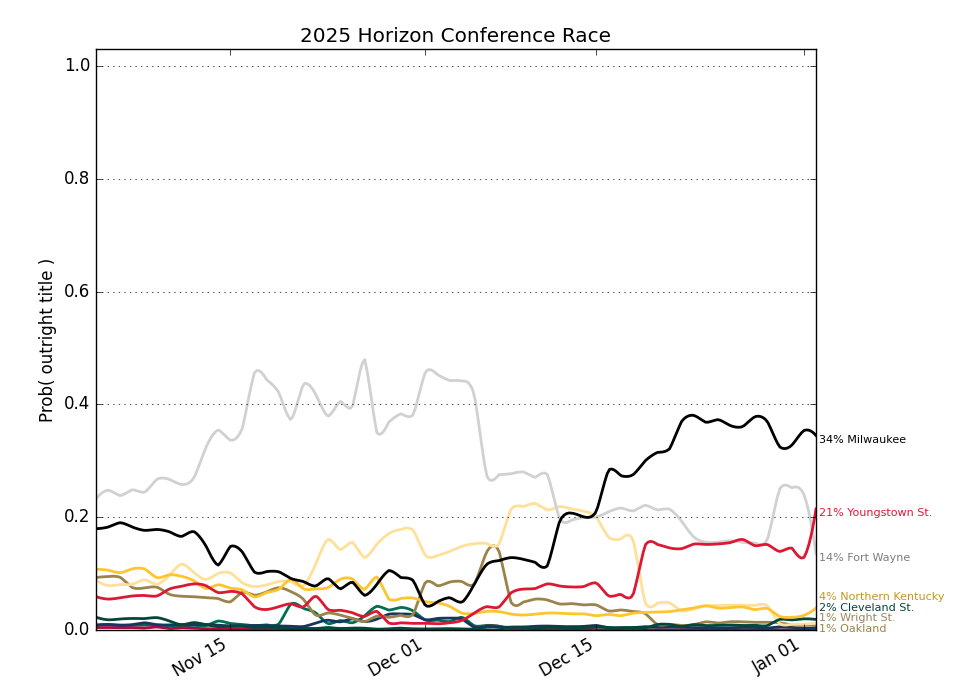 2025 Horizon Conference Race
1.0
0.8
0.6
0.4
0.2
0.0
Prob( outright title )
34% Milwaukee
21% Youngstown St.
14% Fort Wayne
4% Northern Kentucky
2% Cleveland St.
1% Wright St.
1% Oakland
Nov 15
Dec 01
Dec 15
Jan 01